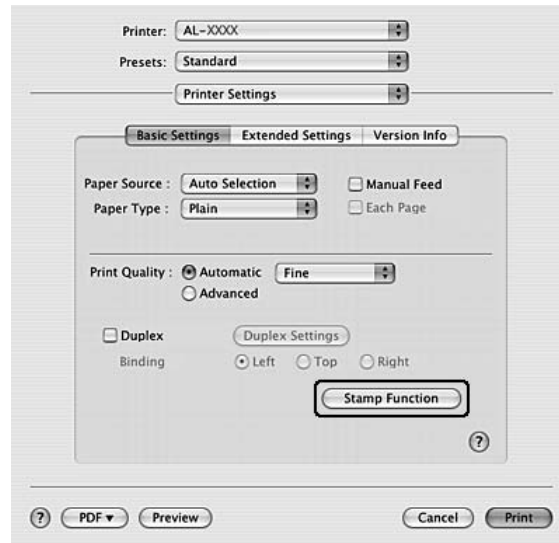 Printer: AL-XXXX
Presets: Standard
Printer Settings
Basic Settings Extended Settings Version Info
Paper Source : Auto Selection Manual Feed
Paper Type : Plain Each Page
Print Quality : Automatic Fine
Advanced
Duplex Duplex Settings
Binding Left Top Right
Stamp Function
?
? PDF ▼ Preview Cancel Print